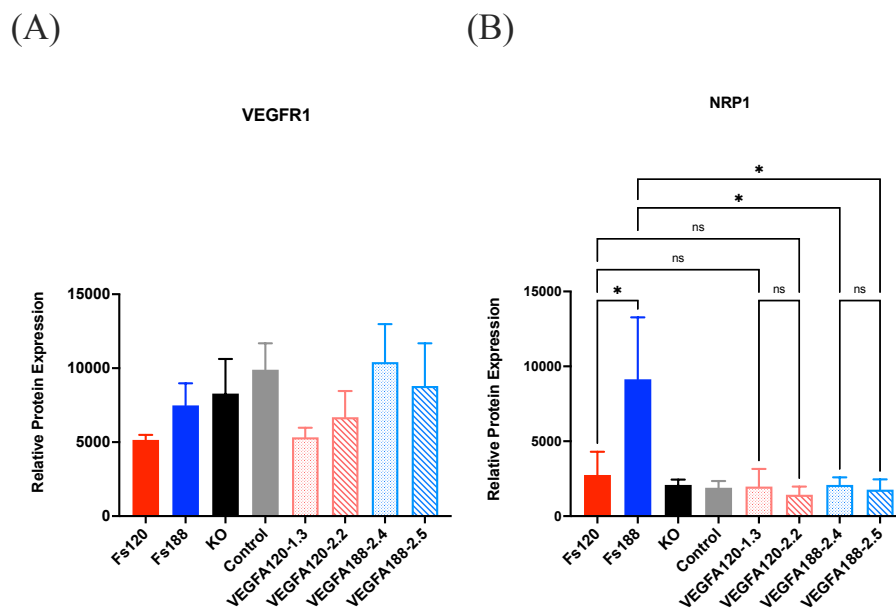 (A)
VEGFR1
Relative Protein Expression
15000
10000
5000
0
Fs120
Fs188
KO
Control
VEGFA120-1.3
VEGFA120-2.2
VEGFA188-2.4
VEGFA188-2.5
(B)
NRP1
*
*
ns
ns
*
ns
ns
Relative Protein Expression
15000
10000
5000
0
Fs120
Fs188
KO
Control
VEGFA120-1.3
VEGFA120-2.2
VEGFA188-2.4
VEGFA188-2.5